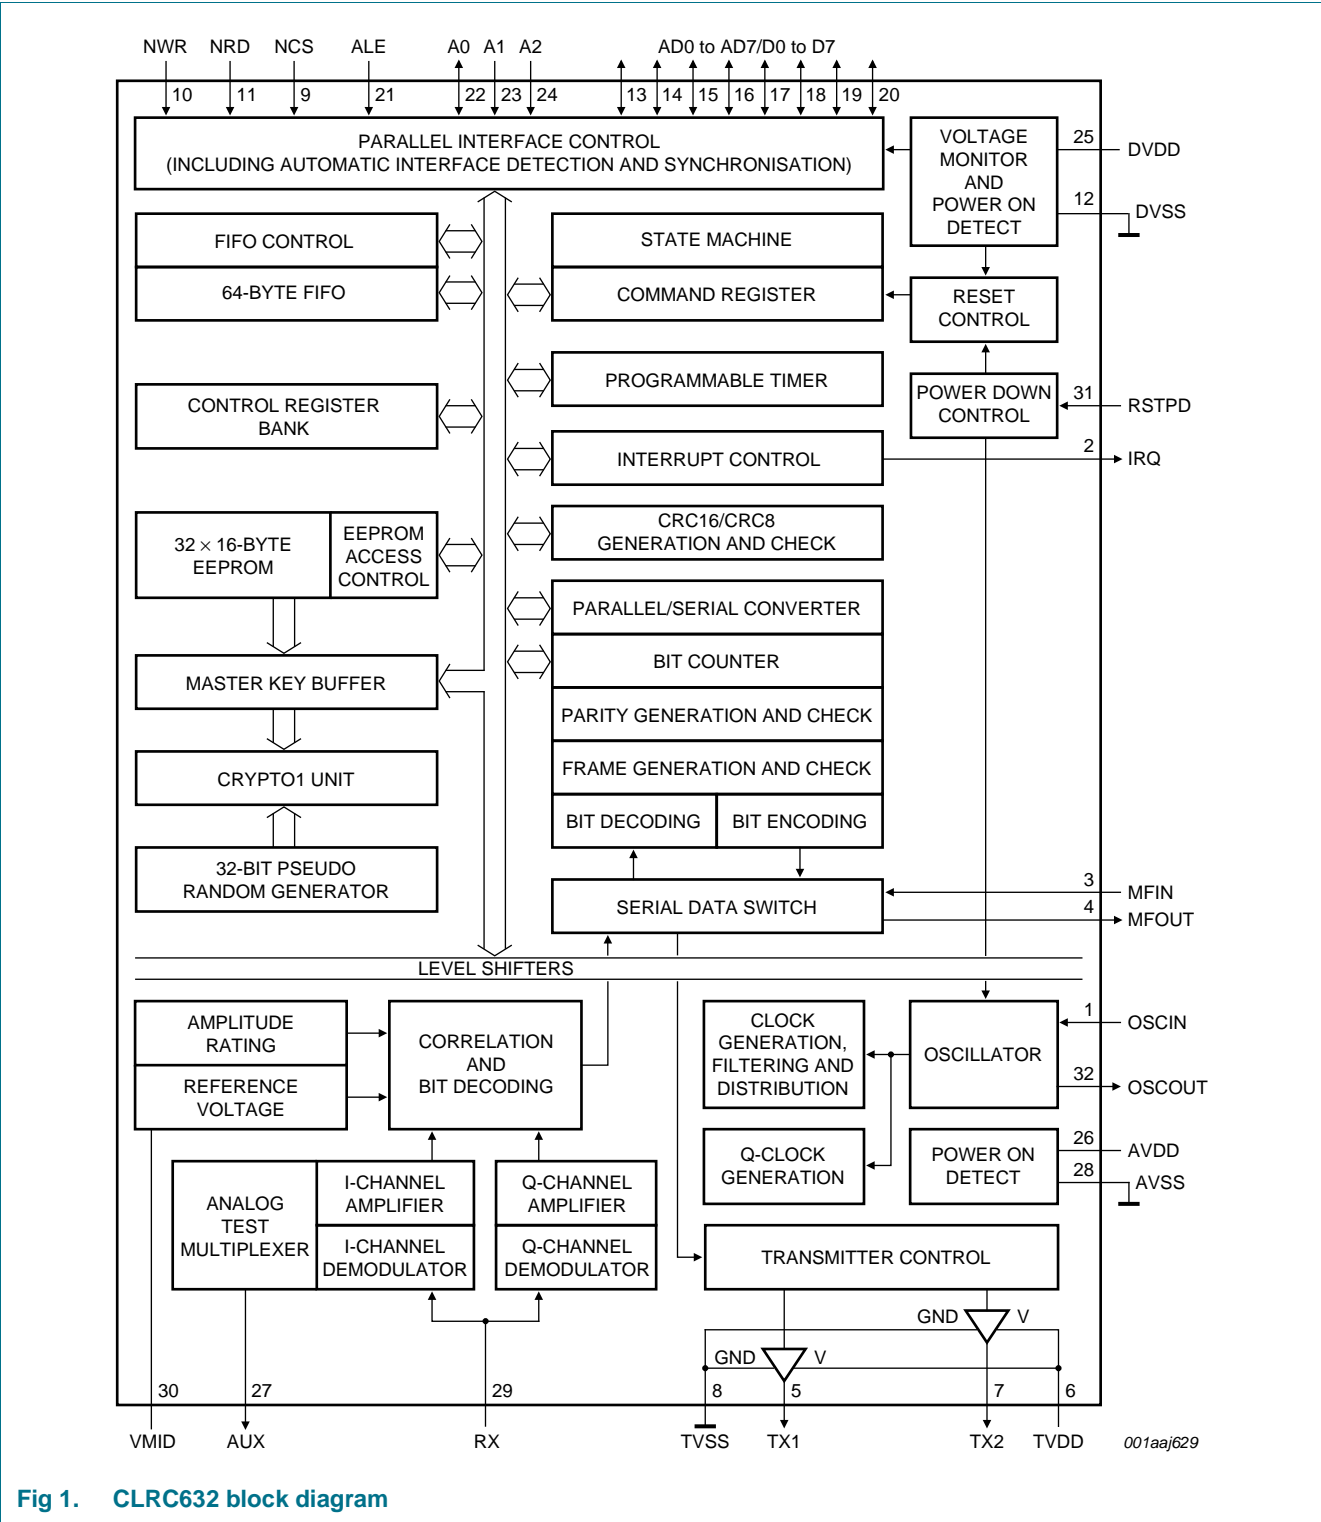 NWR NRD NCS ALE A0 A1 A2 AD0 to AD7/D0 to D7
10 11 9 21 22 23 24 13 14 15 16 17 18 19 20
PARALLEL INTERFACE CONTROL
(INCLUDING AUTOMATIC INTERFACE DETECTION AND SYNCHRONISATION)
VOLTAGE
MONITOR
AND
POWER ON
DETECT
25 DVDD
12 DVSS
FIFO CONTROL
64-BYTE FIFO
STATE MACHINE
COMMAND REGISTER
RESET
CONTROL
PROGRAMMABLE TIMER
POWER DOWN
CONTROL
31 RSTPD
CONTROL REGISTER
BANK
INTERRUPT CONTROL
2 IRQ
CRC16/CRC8
GENERATION AND CHECK
32 × 16-BYTE
EEPROM
EEPROM
ACCESS
CONTROL
PARALLEL/SERIAL CONVERTER
BIT COUNTER
MASTER KEY BUFFER
PARITY GENERATION AND CHECK
FRAME GENERATION AND CHECK
CRYPTO1 UNIT
BIT DECODING BIT ENCODING
32-BIT PSEUDO
RANDOM GENERATOR
SERIAL DATA SWITCH
3 MFIN
4 MFOUT
LEVEL SHIFTERS
AMPLITUDE
RATING
REFERENCE
VOLTAGE
CORRELATION
AND
BIT DECODING
CLOCK
GENERATION,
FILTERING AND
DISTRIBUTION
OSCILLATOR
1 OSCIN
32 OSCOUT
Q-CLOCK
GENERATION
POWER ON
DETECT
26 AVDD
28 AVSS
ANALOG
TEST
MULTIPLEXER
I-CHANNEL
AMPLIFIER
I-CHANNEL
DEMODULATOR
Q-CHANNEL
AMPLIFIER
Q-CHANNEL
DEMODULATOR
TRANSMITTER CONTROL
GND V
GND V
30 27 29 8 5 7 6
VMID AUX RX TVSS TX1 TX2 TVDD 001aaj629
Fig 1. CLRC632 block diagram